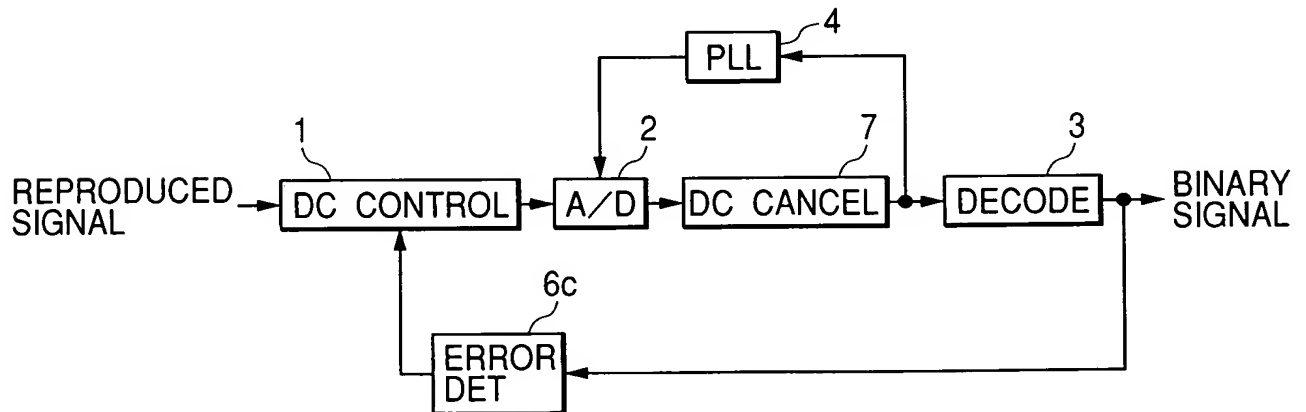 4
PLL
1
2
7
3
REPRODUCED
SIGNAL
DC CONTROL
A/D
DC CANCEL
DECODE
BINARY
SIGNAL
6c
ERROR
DET